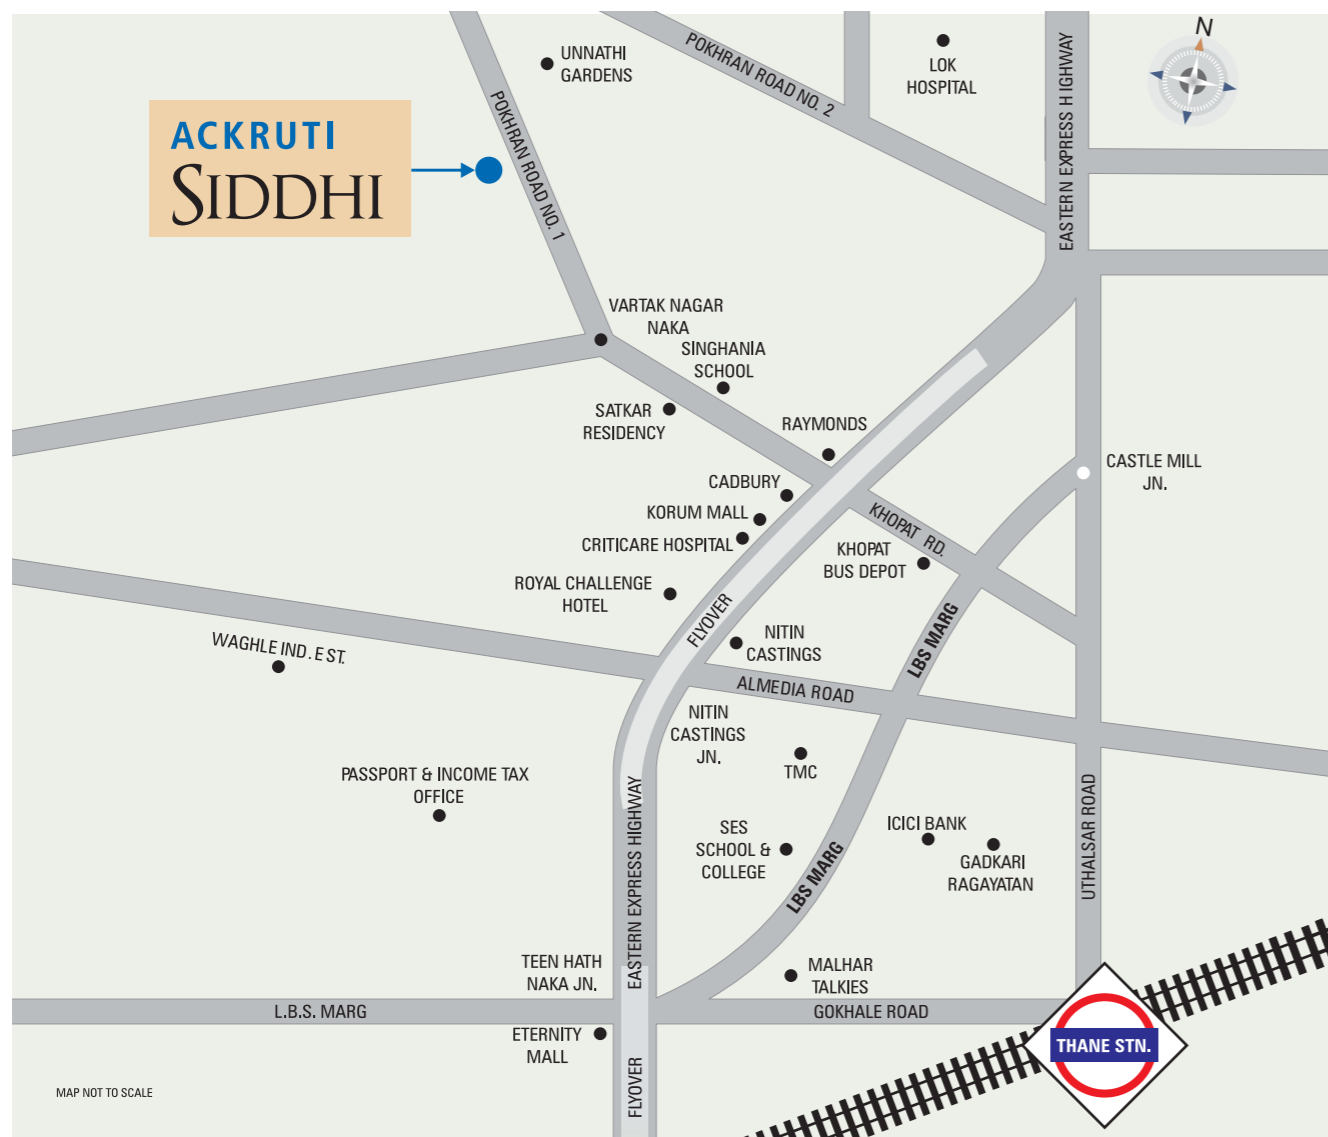 N
UNNATHI
GARDENS
POKHRAN ROAD NO. 2
LOK
HOSPITAL
EASTERN EXPRESS HIGHWAY
ACKRUTI
SIDDHI
POKHRAN ROAD NO. 1
VARTAK NAGAR
NAKA
SINGHANIA
SCHOOL
SATKAR
RESIDENCY
RAYMONDS
CASTLE MILL
JN.
CADBURY
KORUM MALL
CRITICARE HOSPITAL
KHOPAT RD.
KHOPAT
BUS DEPOT
ROYAL CHALLENGE
HOTEL
FLYOVER
NITIN
CASTINGS
LBS MARG
WAGHLE IND. EST.
ALMEDIA ROAD
NITIN
CASTINGS
JN.
TMC
PASSPORT & INCOME TAX
OFFICE
EASTERN EXPRESS HIGHWAY
SES
SCHOOL &
COLLEGE
LBS MARG
ICICI BANK
GADKARI
RAGAYATAN
UTHALSAR ROAD
TEEN HATH
NAKA JN.
MALHAR
TALKIES
L.B.S. MARG
GOKHALE ROAD
ETERNITY
MALL
FLYOVER
THANE STN.
MAP NOT TO SCALE